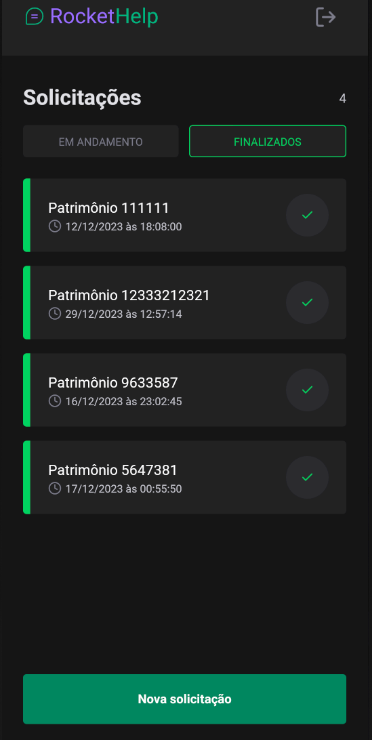 RocketHelp
Solicitações 4
EM ANDAMENTO FINALIZADOS
Patrimônio 111111
12/12/2023 às 18:08:00
Patrimônio 12333212321
29/12/2023 às 12:57:14
Patrimônio 9633587
16/12/2023 às 23:02:45
Patrimônio 5647381
17/12/2023 às 00:55:50
Nova solicitação